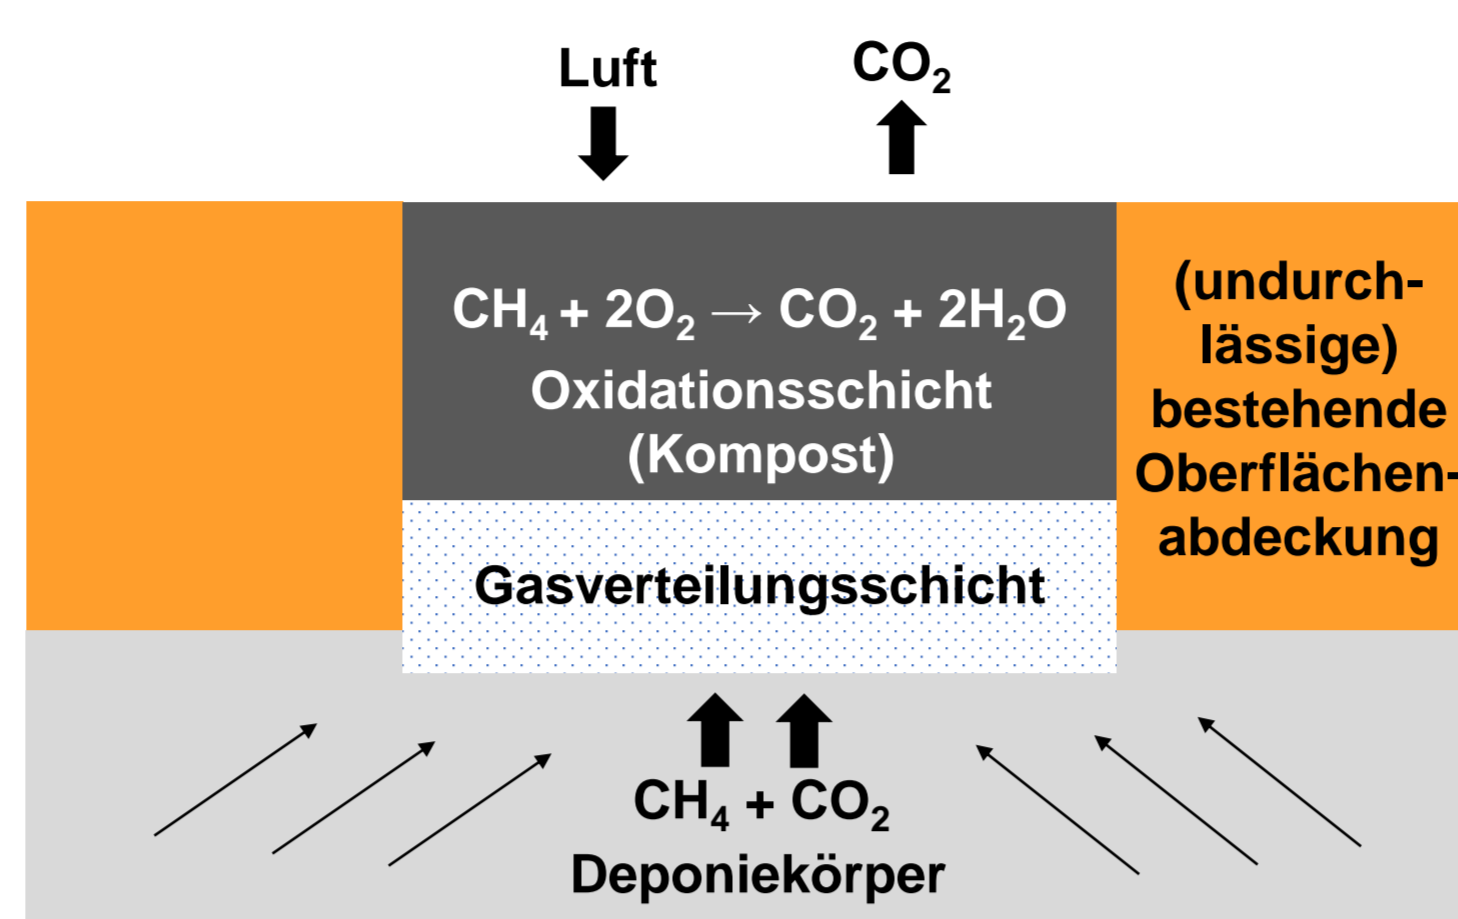 Luft
CO₂
CH₄ + 2O₂ → CO₂ + 2H₂O
Oxidationsschicht
(Kompost)
(undurch-
lässige)
bestehende
Oberflächen-
abdeckung
Gasverteilungsschicht
CH₄ + CO₂
Deponiekörper